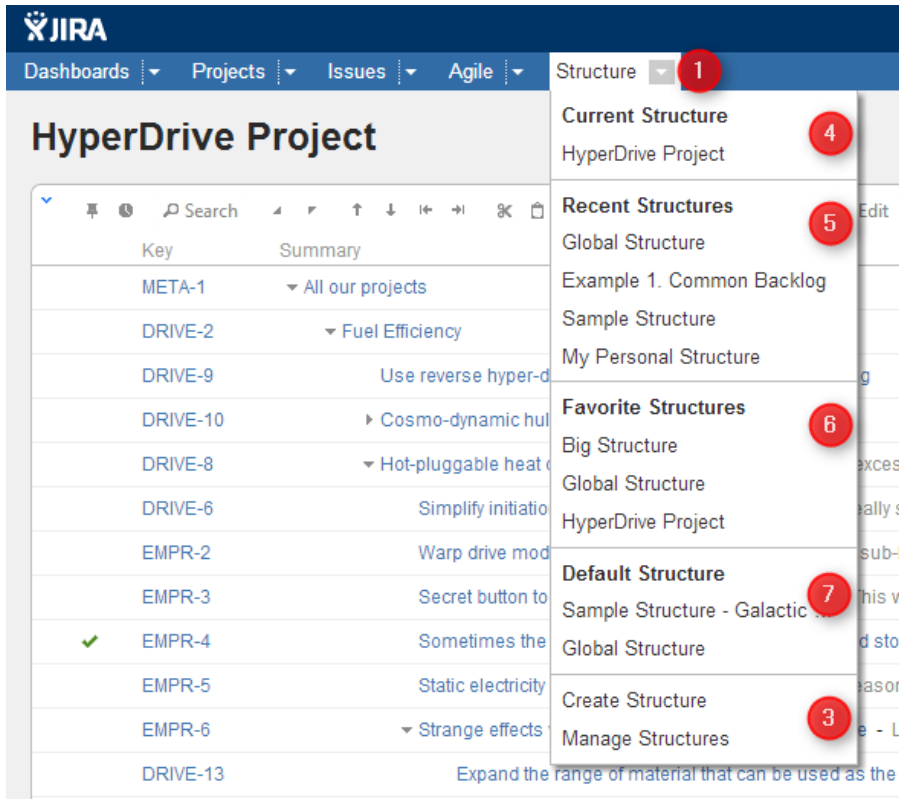 JIRA
Dashboards Projects Issues Agile Structure 1
HyperDrive Project
Current Structure
HyperDrive Project
4
Recent Structures
Global Structure
Example 1. Common Backlog
Sample Structure
My Personal Structure
5
Favorite Structures
Big Structure
Global Structure
HyperDrive Project
6
Default Structure
Sample Structure - Galactic ...
Global Structure
7
Create Structure
Manage Structures
3
Search Edit
Key Summary
META-1 All our projects
DRIVE-2 Fuel Efficiency
DRIVE-9 Use reverse hyper-d g
DRIVE-10 Cosmo-dynamic hul
DRIVE-8 Hot-pluggable heat exces
DRIVE-6 Simplify initiatio eally s
EMPR-2 Warp drive mod sub-
EMPR-3 Secret button to his w
EMPR-4 Sometimes the d sto
EMPR-5 Static electricity eason
EMPR-6 Strange effects e - L
DRIVE-13 Expand the range of material that can be used as the